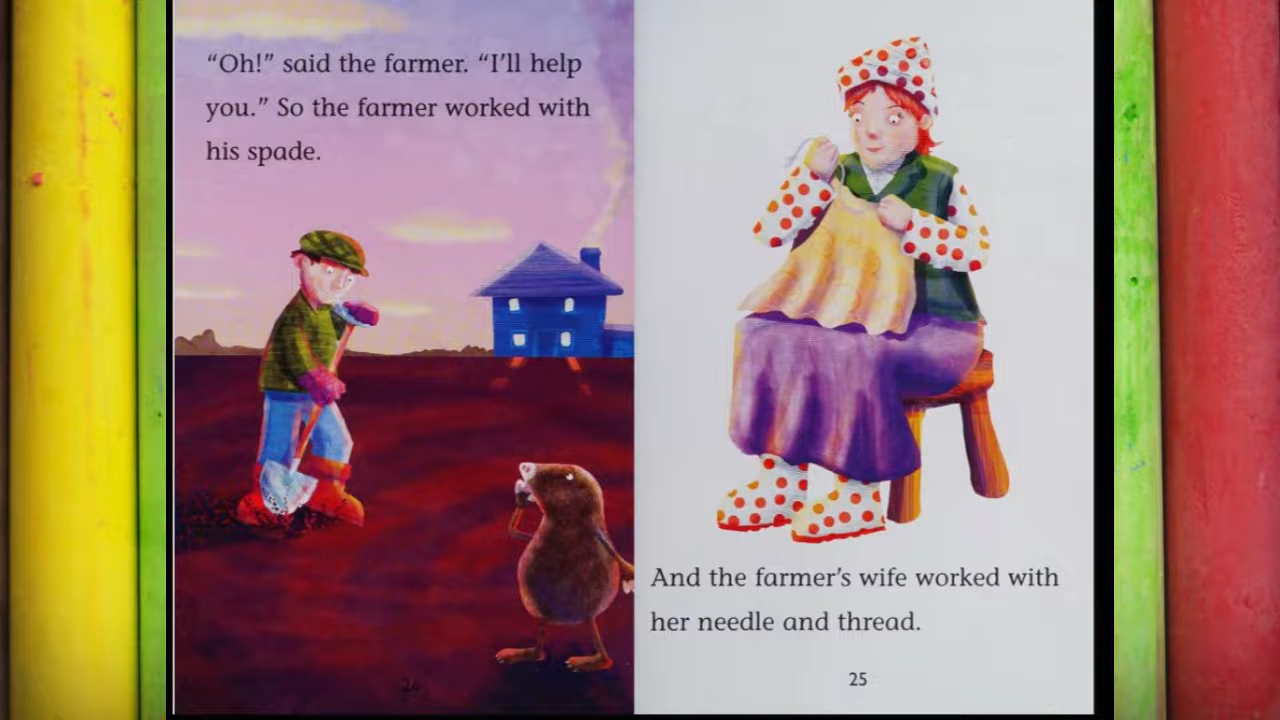 “Oh!” said the farmer. “I’ll help
you.” So the farmer worked with
his spade.
24
And the farmer’s wife worked with
her needle and thread.
25